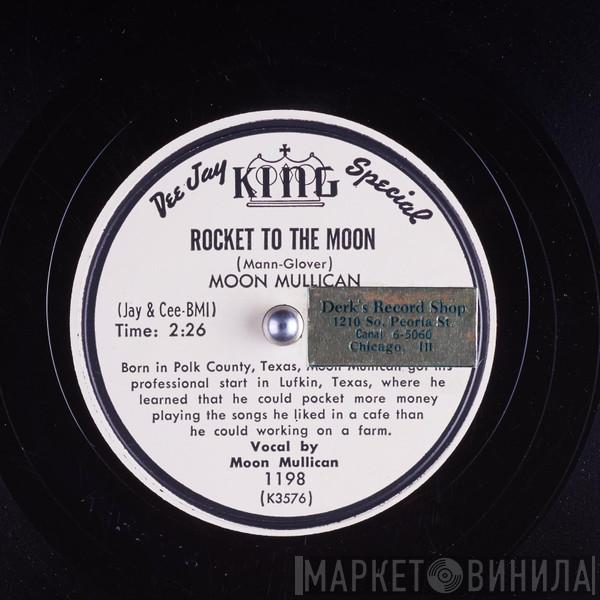 Dee Jay KING Special
ROCKET TO THE MOON
(Mann-Glover)
MOON MULLICAN
(Jay & Cee-BMI)
Time: 2:26
Derk's Record Shop
1210 So. Peoria St.
Canal 6-5060
Chicago, Ill
Born in Polk County, Texas, Moon Mullican got his
professional start in Lufkin, Texas, where he
learned that he could pocket more money
playing the songs he liked in a cafe than
he could working on a farm.
Vocal by
Moon Mullican
1198
(K3576)
МАРКЕТ ВИНИЛА